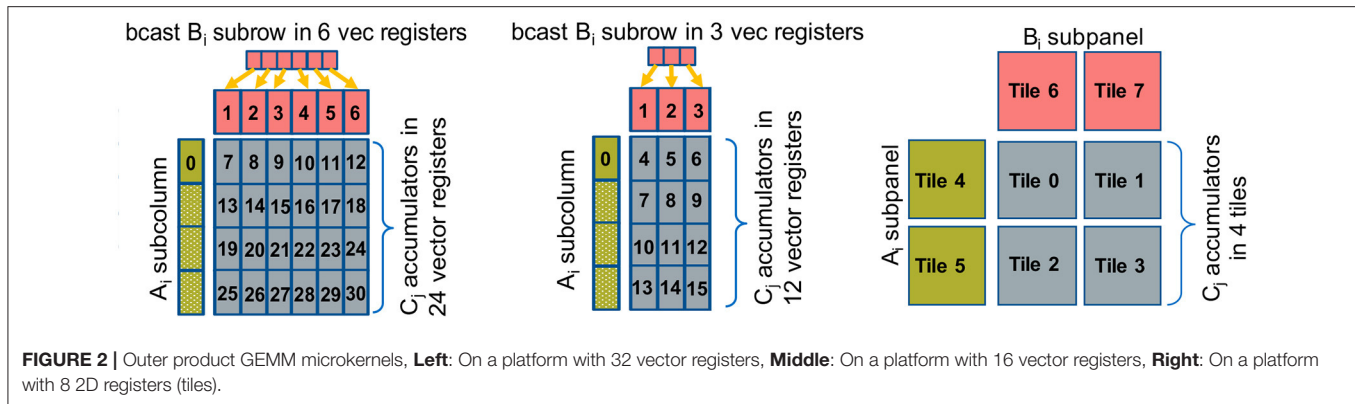 bcast Bi subrow in 6 vec registers
1 2 3 4 5 6
Ai subcolumn
0
7 8 9 10 11 12
13 14 15 16 17 18
19 20 21 22 23 24
25 26 27 28 29 30
Cj accumulators in
24 vector registers
bcast Bi subrow in 3 vec registers
1 2 3
Ai subcolumn
0
4 5 6
7 8 9
10 11 12
13 14 15
Cj accumulators in
12 vector registers
Bi subpanel
Tile 6 Tile 7
Ai subpanel
Tile 4 Tile 0 Tile 1
Tile 5 Tile 2 Tile 3
Cj accumulators
in 4 tiles
FIGURE 2 | Outer product GEMM microkernels, Left: On a platform with 32 vector registers, Middle: On a platform with 16 vector registers, Right: On a platform
with 8 2D registers (tiles).